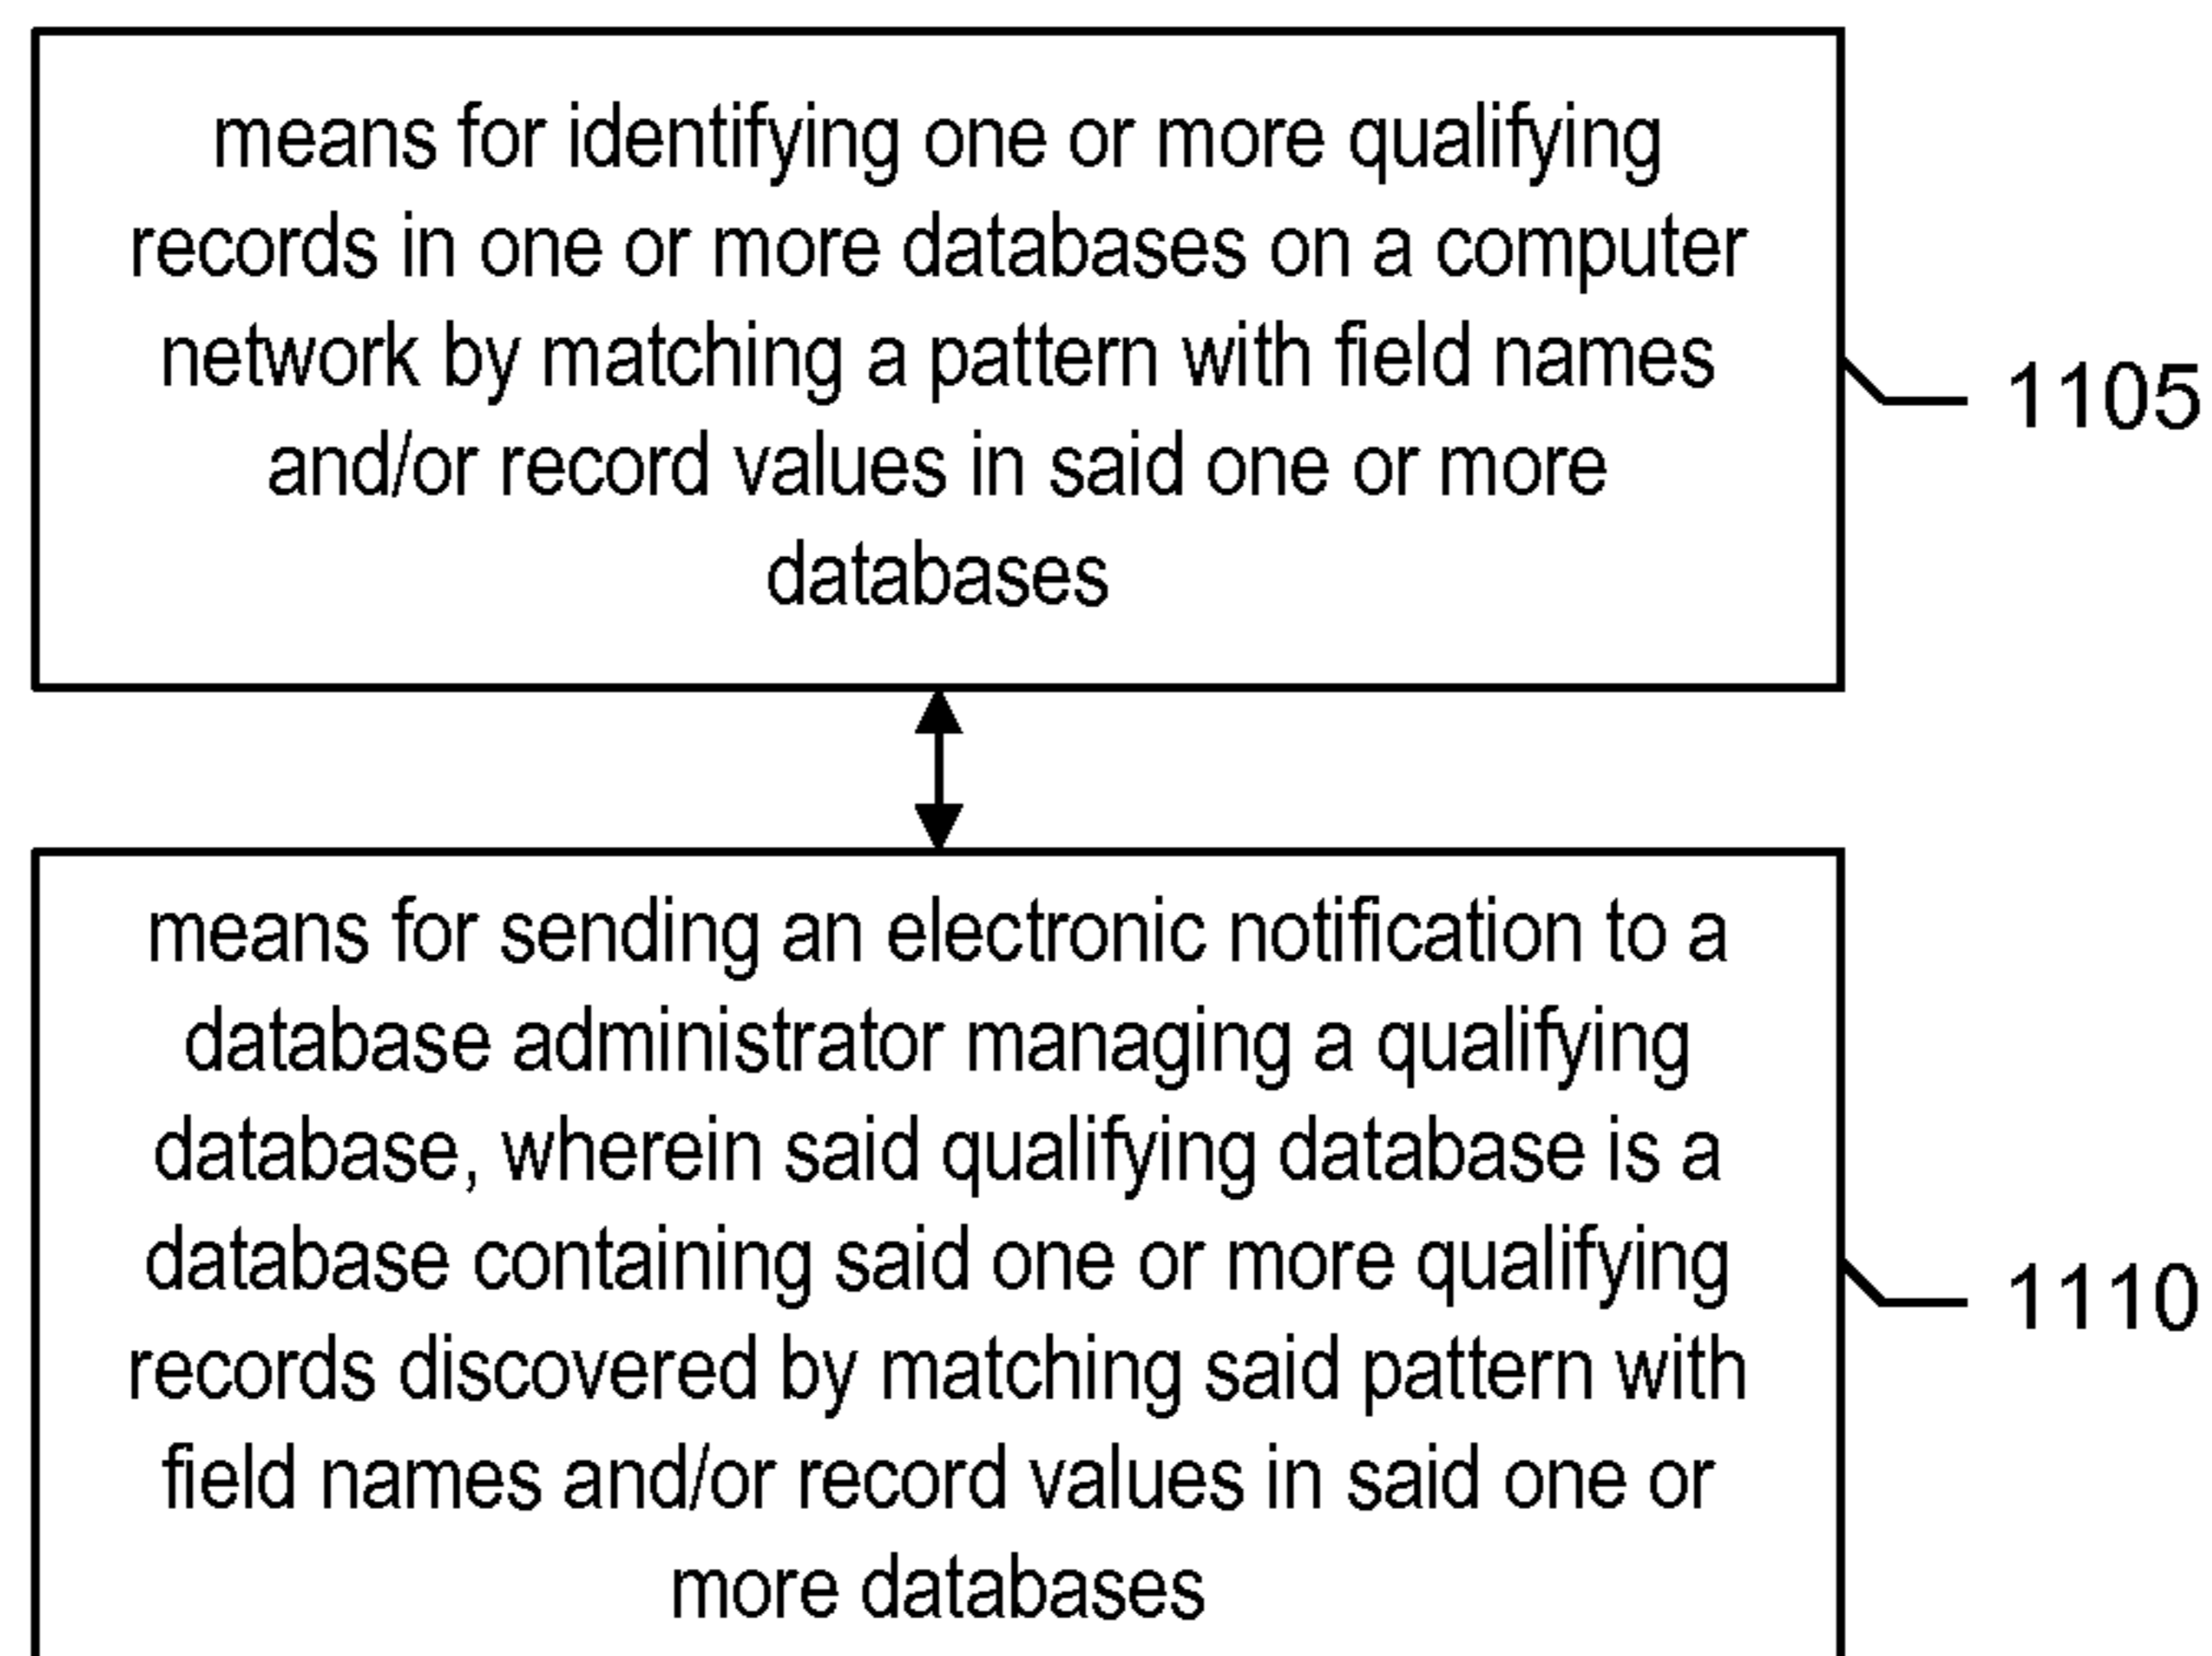 means for identifying one or more qualifying
records in one or more databases on a computer
network by matching a pattern with field names
and/or record values in said one or more
databases
1105
means for sending an electronic notification to a
database administrator managing a qualifying
database, wherein said qualifying database is a
database containing said one or more qualifying
records discovered by matching said pattern with
field names and/or record values in said one or
more databases
1110